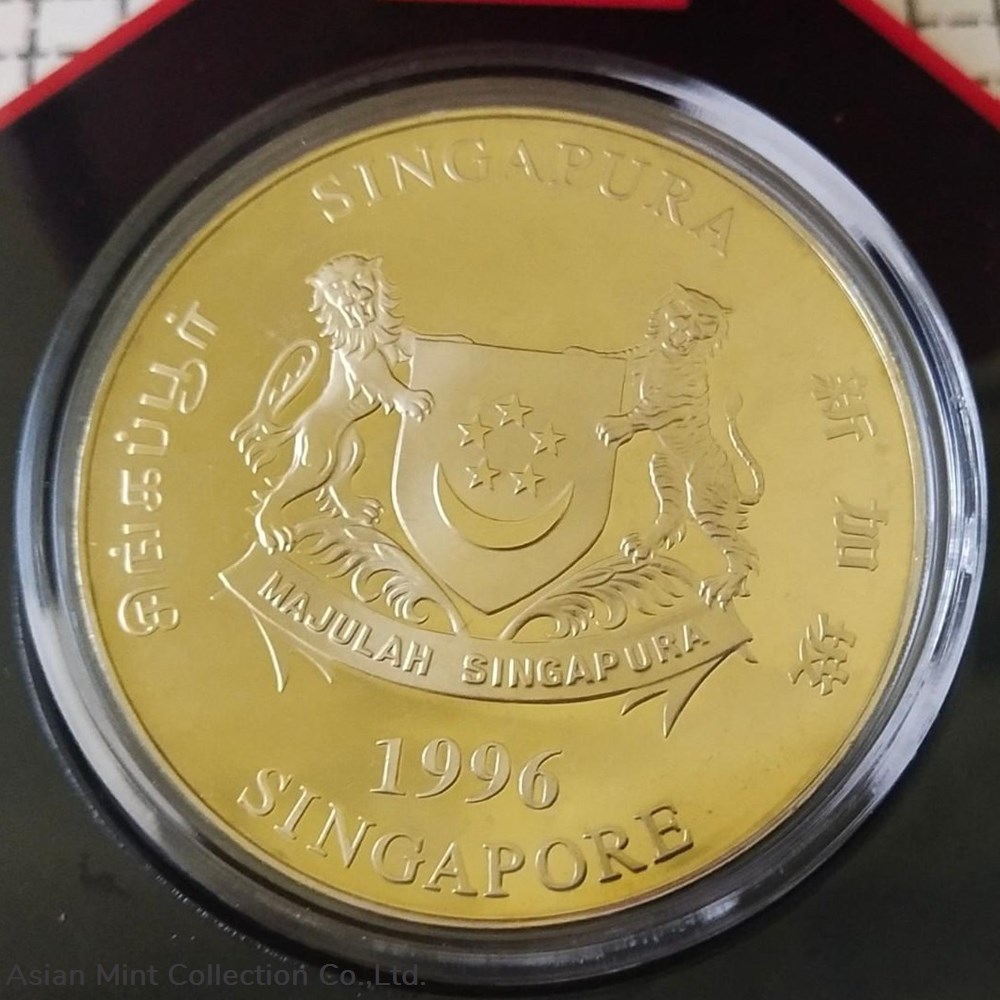 SINGAPURA
சிங்கப்பூர்
新加坡
MAJULAH SINGAPURA
1996
SINGAPORE
Asian Mint Collection Co.,Ltd.